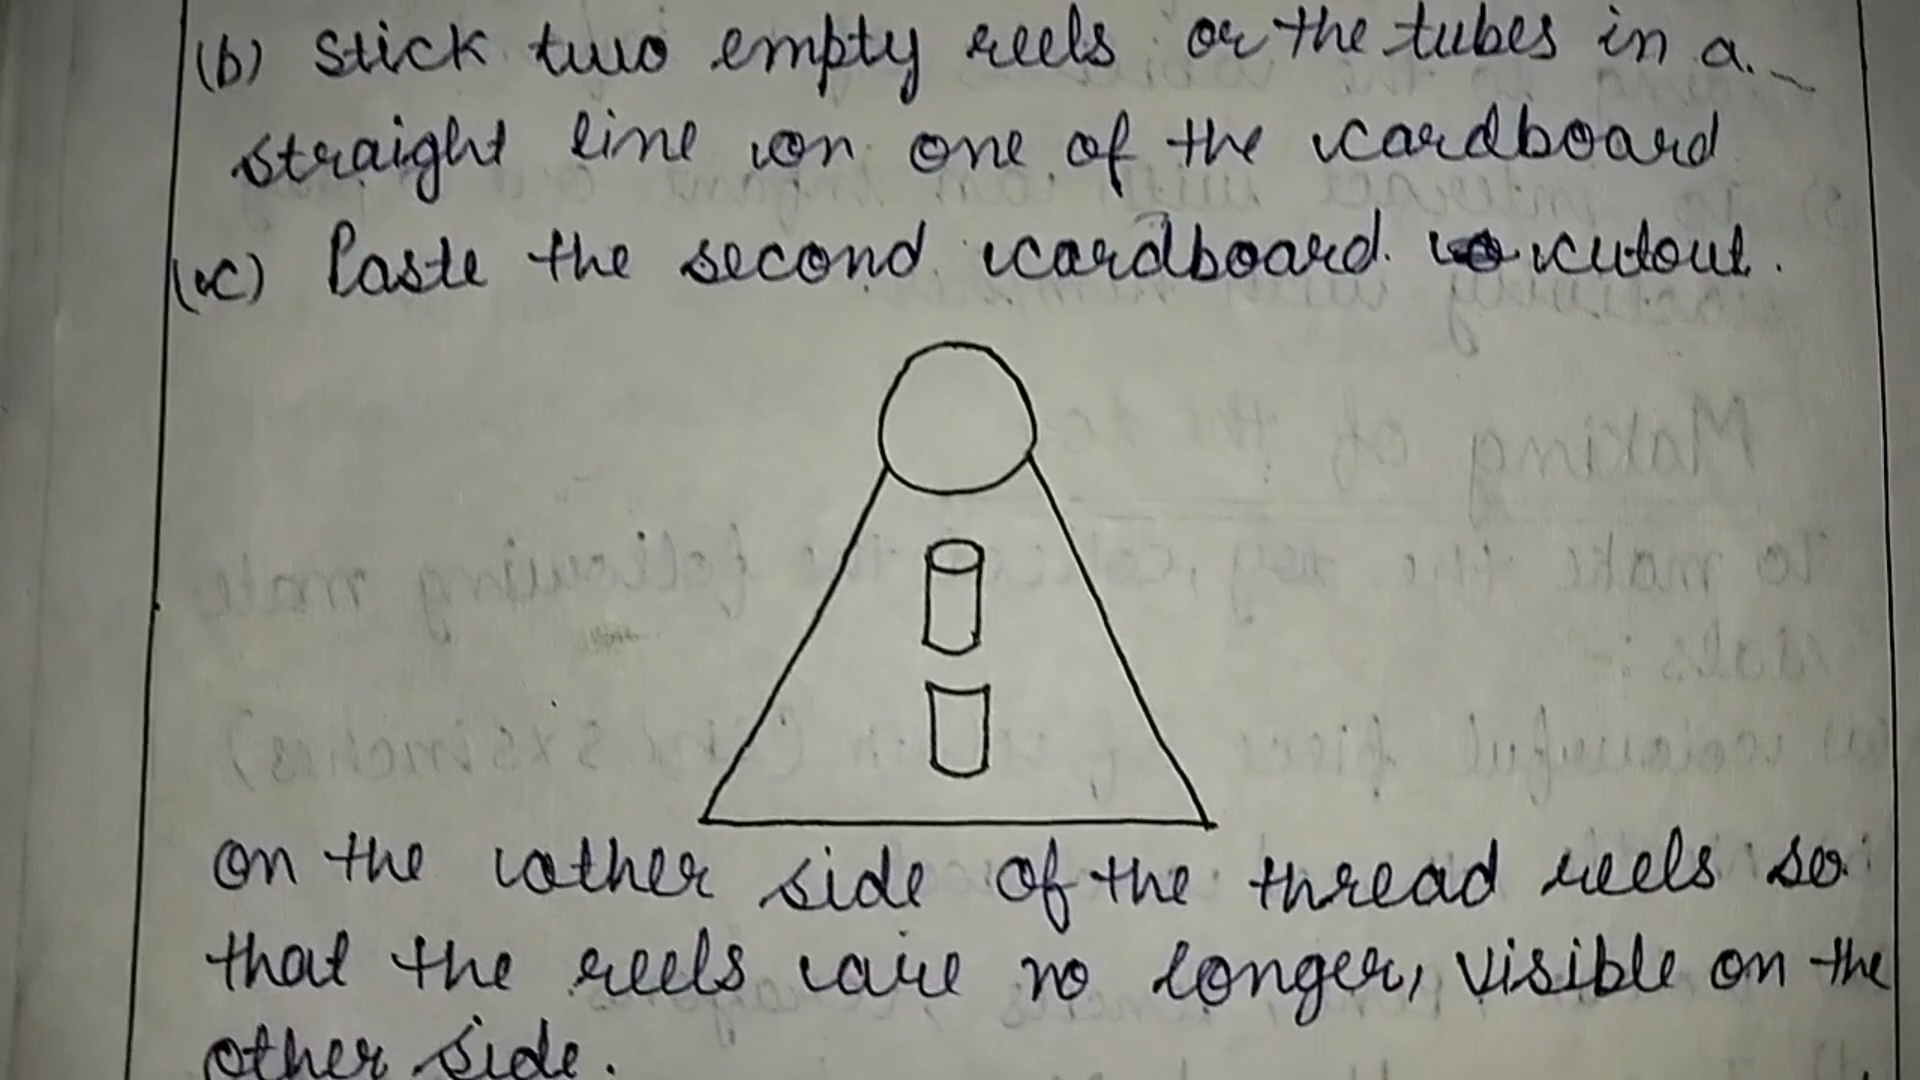 (b) Stick two empty reels or the tubes in a
straight line on one of the cardboard
(c) Paste the second cardboard cutout.
on the other side of the thread reels so
that the reels are no longer, visible on the
other side.